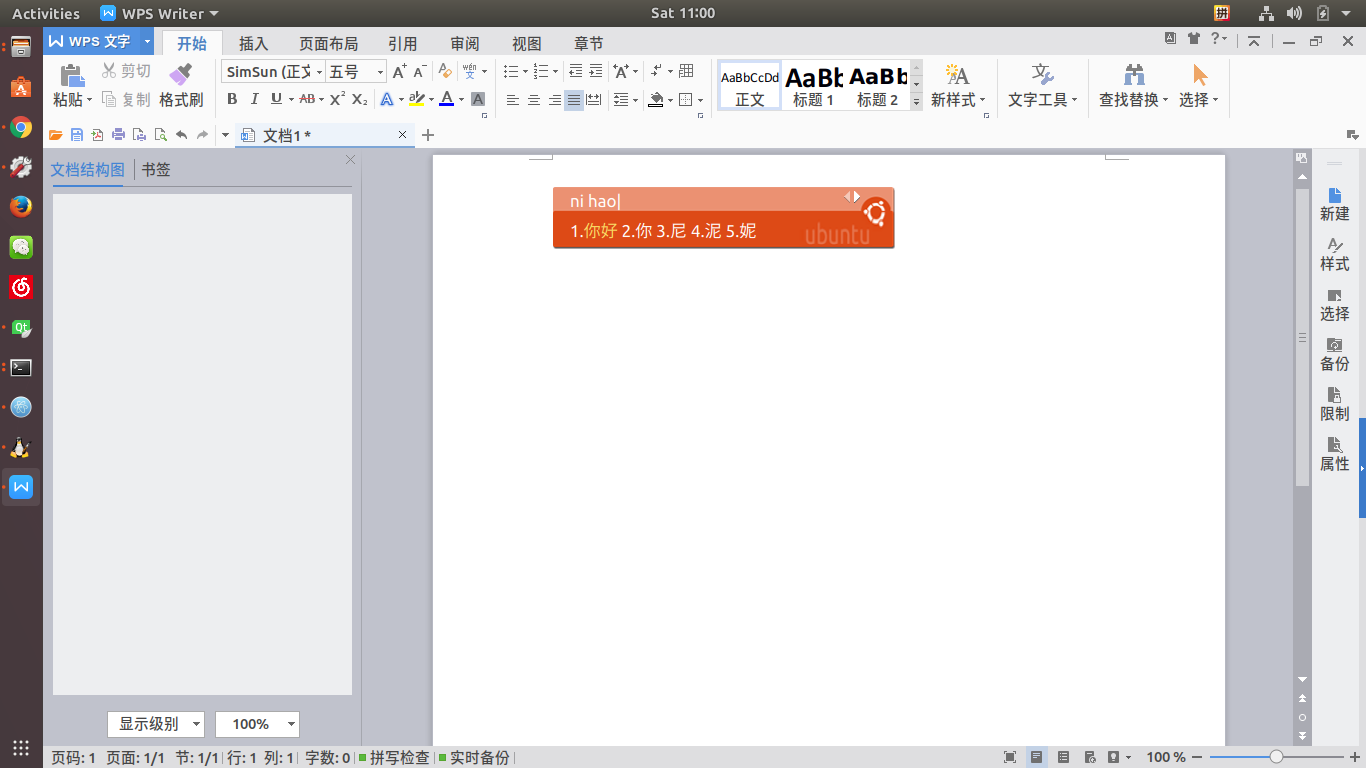 Activities WPS Writer Sat 11:00 拼
WPS 文字 开始 插入 页面布局 引用 审阅 视图 章节
粘贴 剪切 复制 格式刷
SimSun (正文 五号 A+ A- wén 文
B I U AB X² X₂ A ab A A
AaBbCcDd AaBb AaBb
正文 标题 1 标题 2 新样式 文字工具 查找替换 选择
文档1 *
文档结构图 书签
ni hao
1.你好 2.你 3.尼 4.泥 5.妮
ubuntu
新建
样式
选择
备份
限制
属性
显示级别 100%
页码: 1 页面: 1/1 节: 1/1 行: 1 列: 1 字数: 0 拼写检查 实时备份 100 %